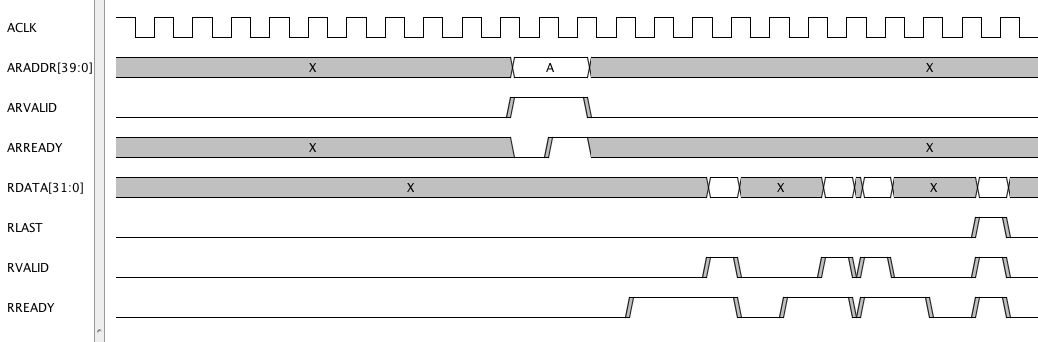 ACLK
ARADDR[39:0] X A X
ARVALID
ARREADY X X
RDATA[31:0] X X X
RLAST
RVALID
RREADY